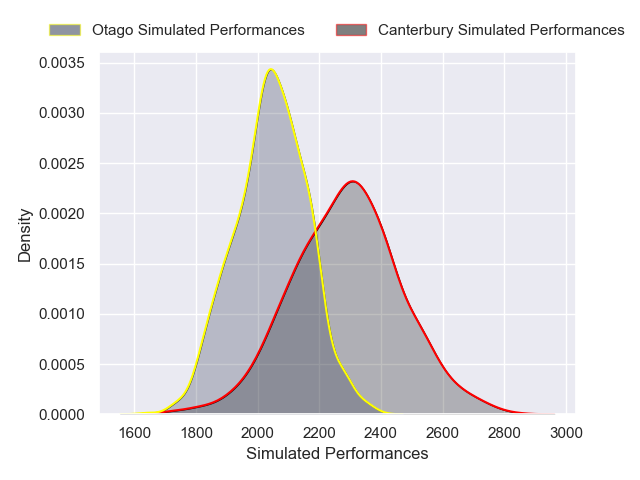 Otago Simulated Performances Canterbury Simulated Performances
0.0035
0.0030
0.0025
0.0020
0.0015
0.0010
0.0005
0.0000
Density
1600 1800 2000 2200 2400 2600 2800 3000
Simulated Performances